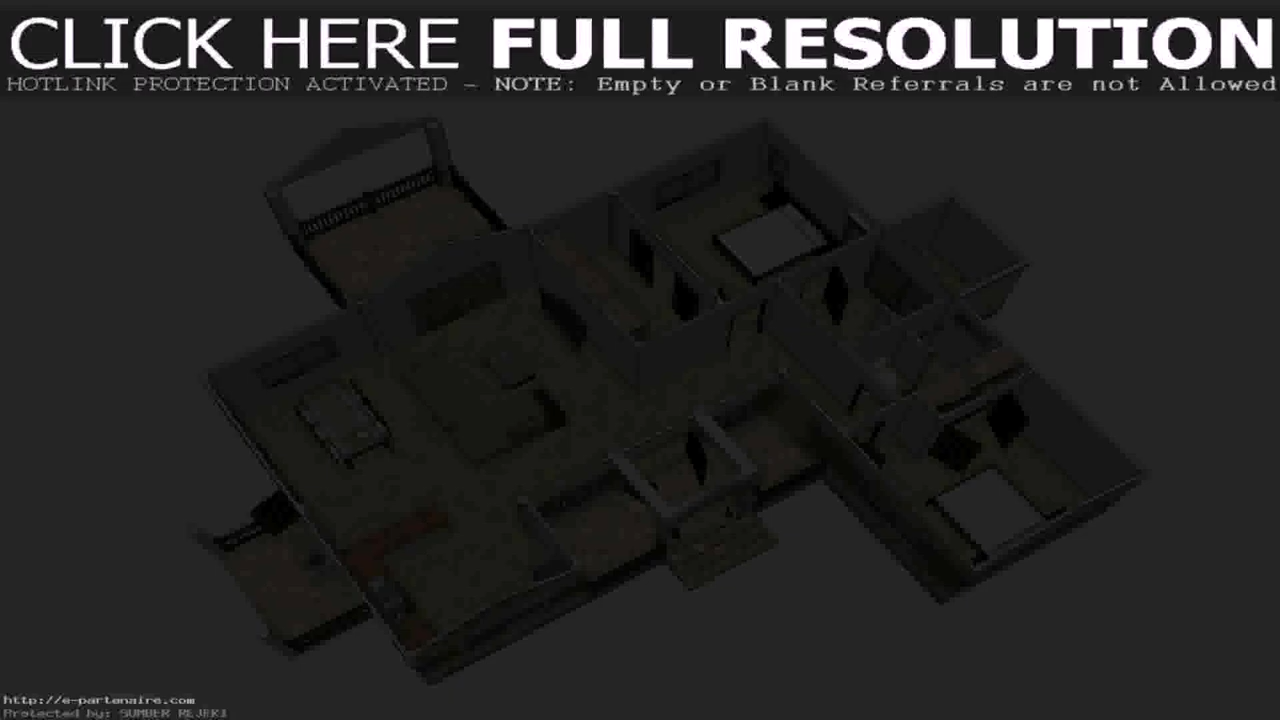 CLICK HERE FULL RESOLUTION
HOTLINK PROTECTION ACTIVATED – NOTE: Empty or Blank Referrals are not Allowed
http://e-partenaire.com
Protected by: SUMBER REJEKI